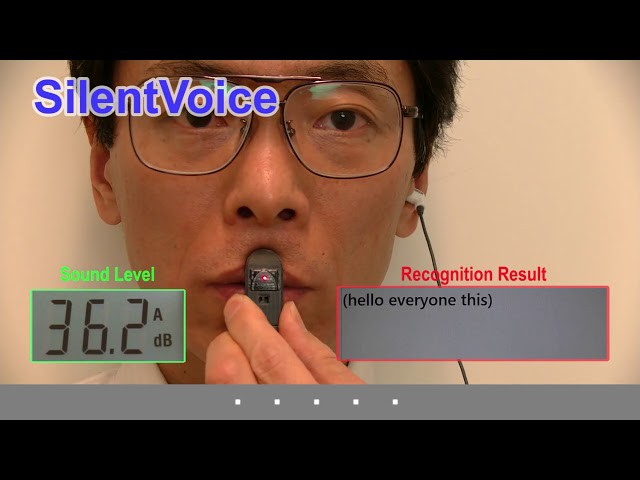 SilentVoice
Sound Level
36.2 A dB
Recognition Result
(hello everyone this)